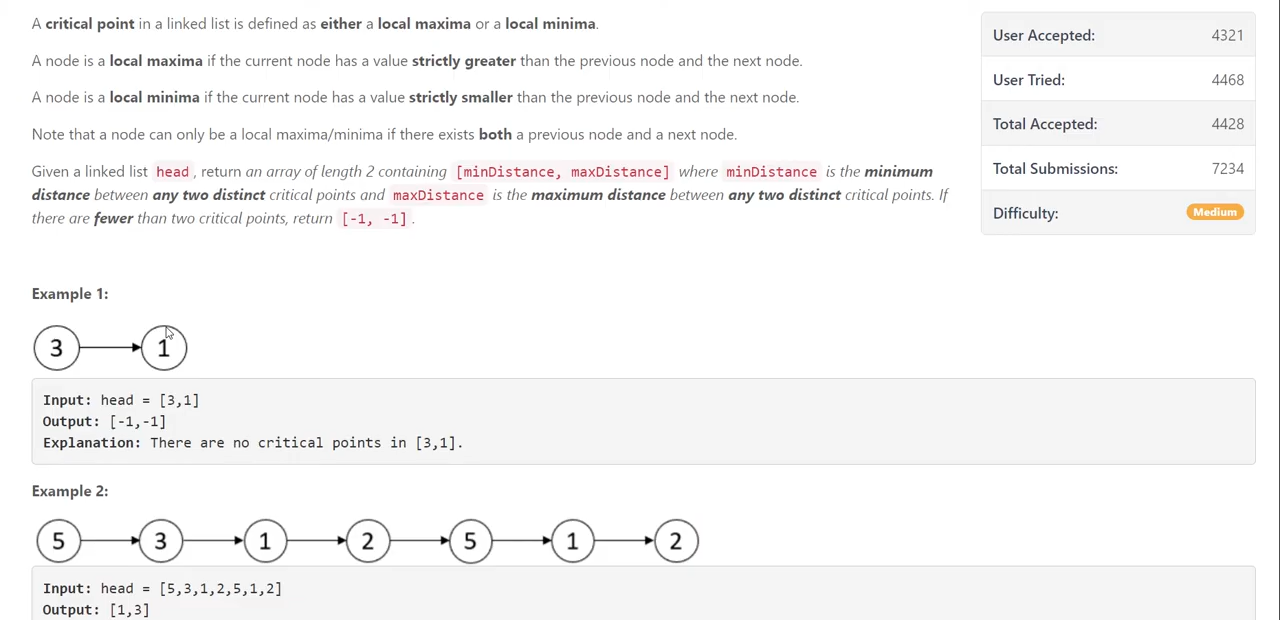 A critical point in a linked list is defined as either a local maxima or a local minima.
A node is a local maxima if the current node has a value strictly greater than the previous node and the next node.
A node is a local minima if the current node has a value strictly smaller than the previous node and the next node.
Note that a node can only be a local maxima/minima if there exists both a previous node and a next node.
Given a linked list head, return an array of length 2 containing [minDistance, maxDistance] where minDistance is the minimum
distance between any two distinct critical points and maxDistance is the maximum distance between any two distinct critical points. If
there are fewer than two critical points, return [-1, -1].
User Accepted: 4321
User Tried: 4468
Total Accepted: 4428
Total Submissions: 7234
Difficulty: Medium
Example 1:
3 1
Input: head = [3,1]
Output: [-1,-1]
Explanation: There are no critical points in [3,1].
Example 2:
5 3 1 2 5 1 2
Input: head = [5,3,1,2,5,1,2]
Output: [1,3]